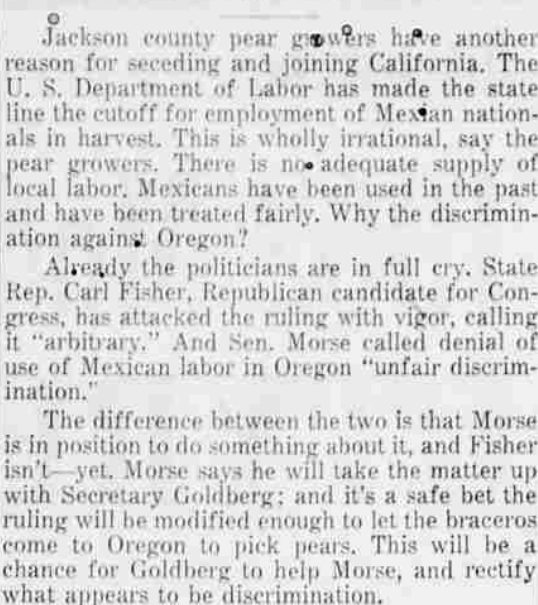 Jackson county pear growers have another
reason for seceding and joining California. The
U. S. Department of Labor has made the state
line the cutoff for employment of Mexican nation-
als in harvest. This is wholly irrational, say the
pear growers. There is no adequate supply of
local labor. Mexicans have been used in the past
and have been treated fairly. Why the discrimin-
ation against Oregon?
Already the politicians are in full cry. State
Rep. Carl Fisher, Republican candidate for Con-
gress, has attacked the ruling with vigor, calling
it "arbitrary." And Sen. Morse called denial of
use of Mexican labor in Oregon "unfair discrim-
ination."
The difference between the two is that Morse
is in position to do something about it, and Fisher
isn't—yet. Morse says he will take the matter up
with Secretary Goldberg; and it's a safe bet the
ruling will be modified enough to let the braceros
come to Oregon to pick pears. This will be a
chance for Goldberg to help Morse, and rectify
what appears to be discrimination.